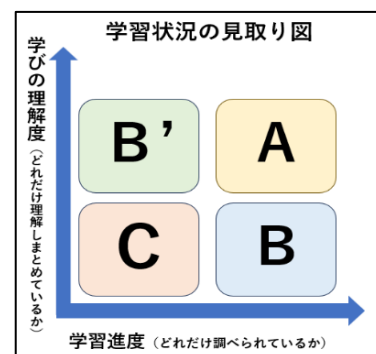 学習状況の見取り図
学びの理解度（どれだけ理解しまとめているか）
B’
A
C
B
学習進度（どれだけ調べられているか）